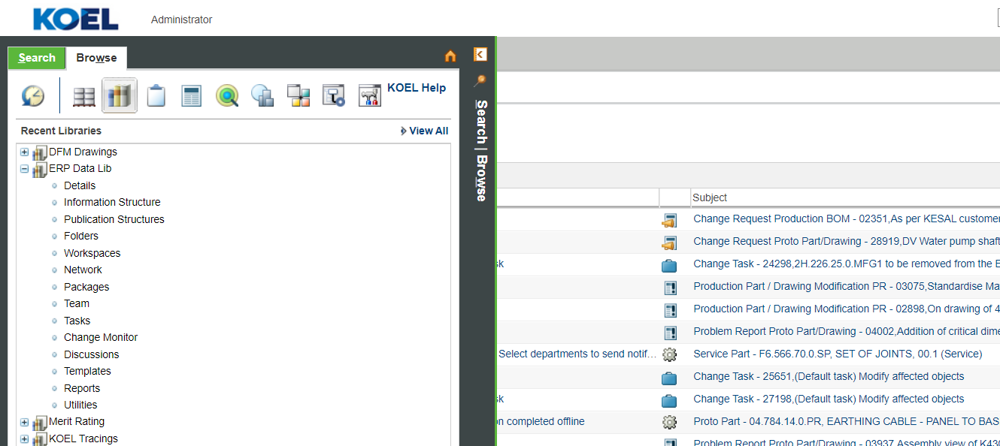 KOEL
Administrator
Search
Browse
KOEL Help
Recent Libraries
View All
DFM Drawings
ERP Data Lib
Details
Information Structure
Publication Structures
Folders
Workspaces
Network
Packages
Team
Tasks
Change Monitor
Discussions
Templates
Reports
Utilities
Merit Rating
KOEL Tracings
Search | Browse
Subject
Change Request Production BOM - 02351,As per KESAL customer
Change Request Proto Part/Drawing - 28919,DV Water pump shaft
sk Change Task - 24298,2H.226.25.0.MFG1 to be removed from the E
Production Part / Drawing Modification PR - 03075,Standardise Ma
Production Part / Drawing Modification PR - 02898,On drawing of 4
Problem Report Proto Part/Drawing - 04002,Addition of critical dime
Select departments to send notif... Service Part - F6.566.70.0.SP, SET OF JOINTS, 00.1 (Service)
Change Task - 25651,(Default task) Modify affected objects
sk Change Task - 27198,(Default task) Modify affected objects
on completed offline Proto Part - 04.784.14.0.PR, EARTHING CABLE - PANEL TO BAS
Problem Report Proto Part/Drawing - 03937,Assembly view of K430